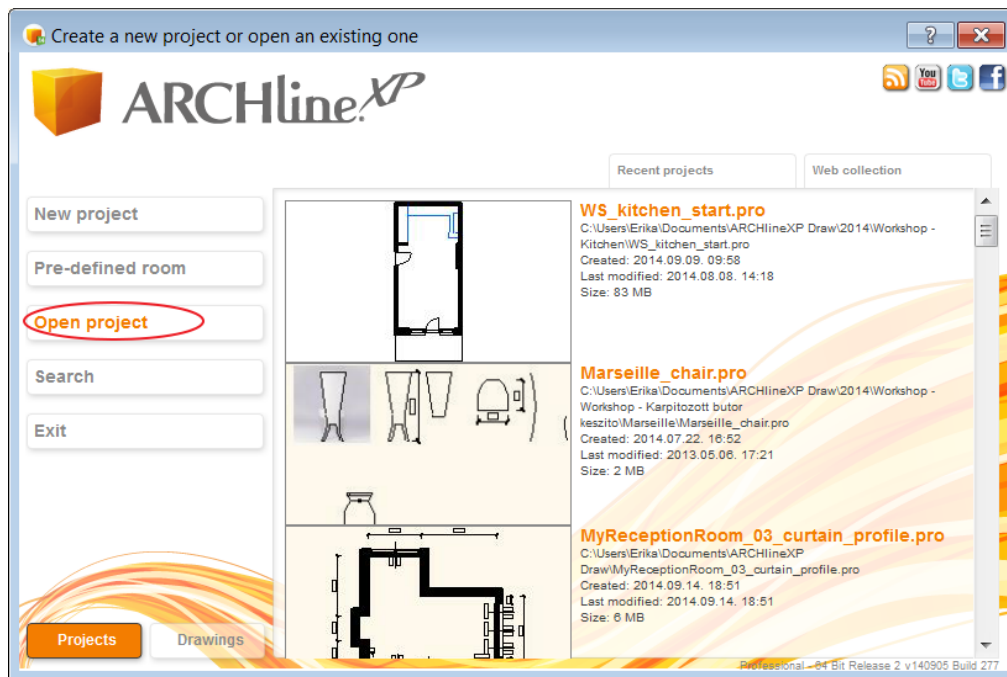 Create a new project or open an existing one
?
ARCHline.XP
You
Tube
Recent projects
Web collection
New project
Pre-defined room
Open project
Search
Exit
WS_kitchen_start.pro
C:\Users\Erika\Documents\ARCHlineXP Draw\2014\Workshop -
Kitchen\WS_kitchen_start.pro
Created: 2014.09.09. 09:58
Last modified: 2014.08.08. 14:18
Size: 83 MB
Marseille_chair.pro
C:\Users\Erika\Documents\ARCHlineXP Draw\2014\Workshop -
Workshop - Karpitozott butor
keszito\Marseille\Marseille_chair.pro
Created: 2014.07.22. 16:52
Last modified: 2013.05.06. 17:21
Size: 2 MB
MyReceptionRoom_03_curtain_profile.pro
C:\Users\Erika\Documents\ARCHlineXP
Draw\MyReceptionRoom_03_curtain_profile.pro
Created: 2014.09.14. 18:51
Last modified: 2014.09.14. 18:51
Size: 6 MB
Projects
Drawings
Professional - 64 Bit Release 2 v140905 Build 277